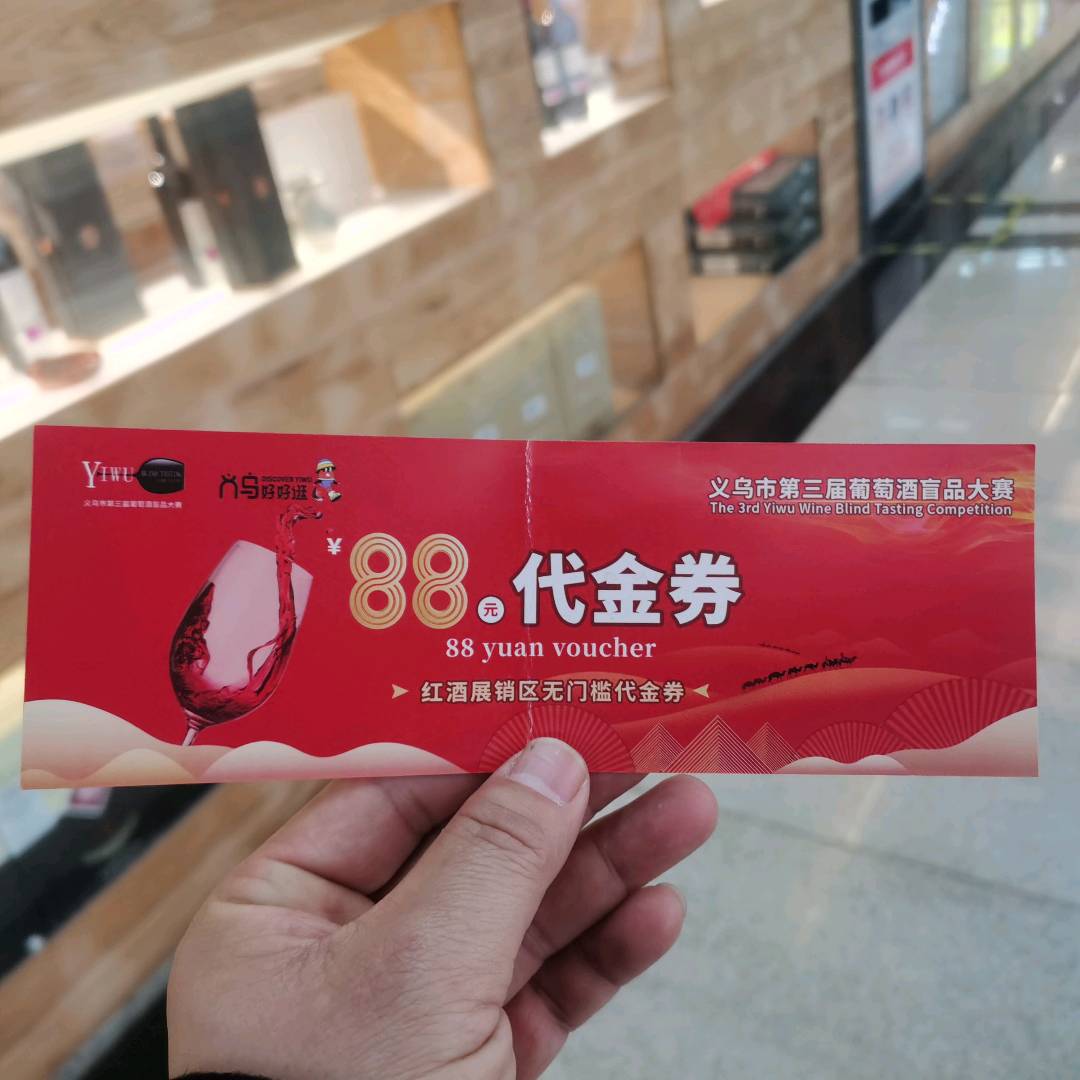 YIWU
义乌市第三届葡萄酒盲品大赛
义乌 DISCOVER YIWU
好好逛
义乌市第三届葡萄酒盲品大赛
The 3rd Yiwu Wine Blind Tasting Competition
¥88元代金券
88 yuan voucher
红酒展销区无门槛代金券